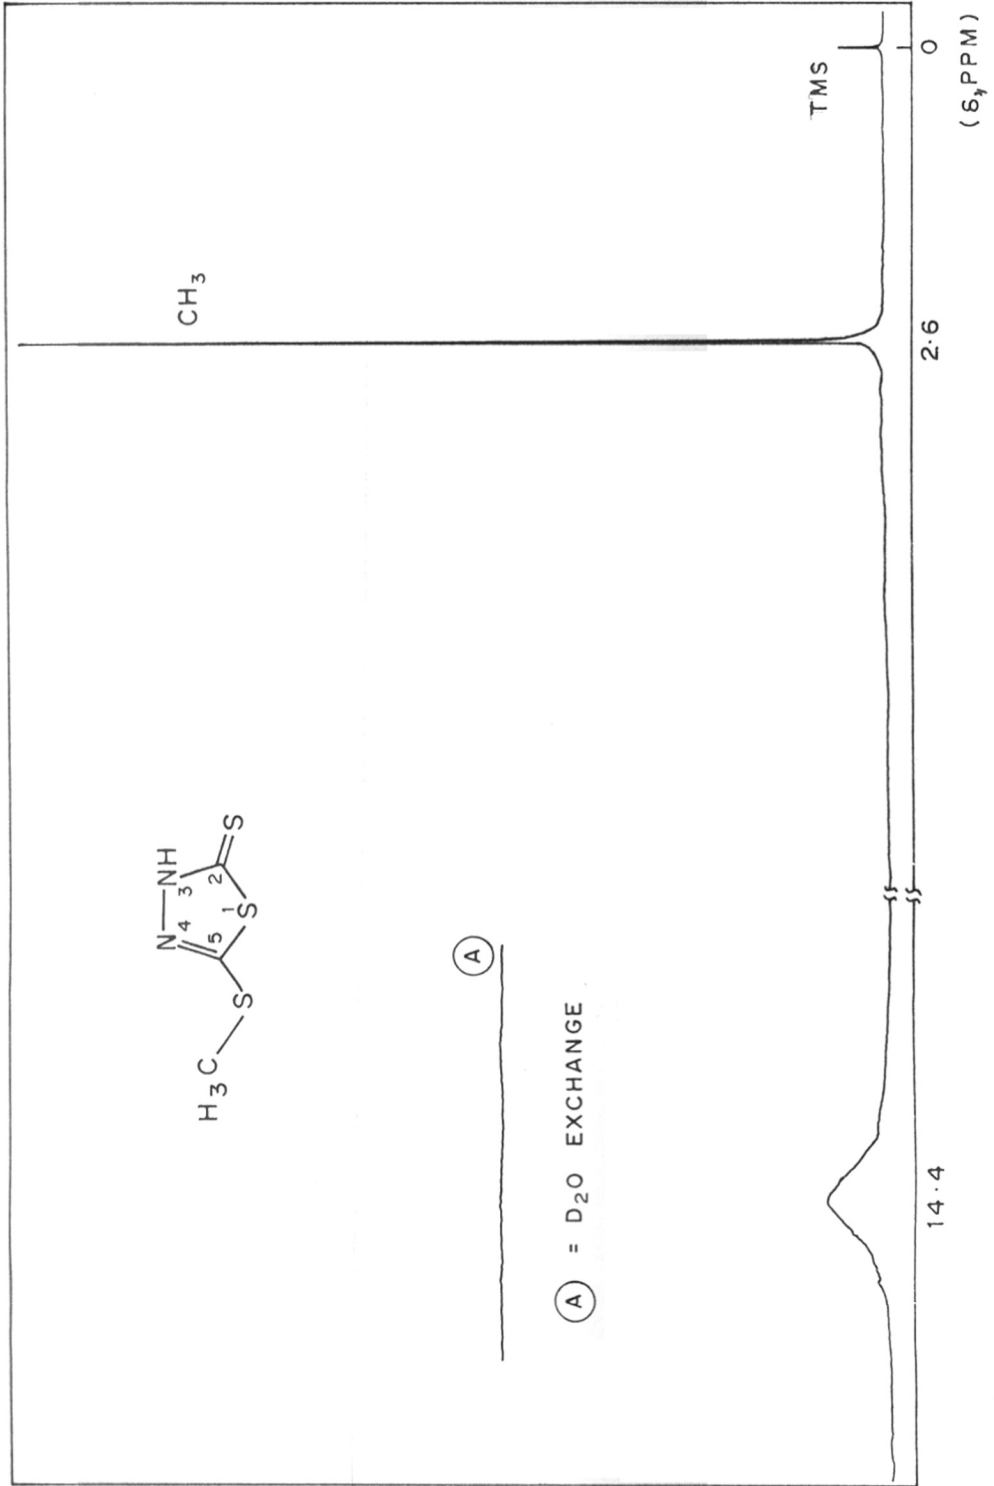 H3C
S
N
4
5
NH
3
2
1
S
S
CH3
TMS
A
A = D2O EXCHANGE
14.4
2.6
0
(δ, PPM)